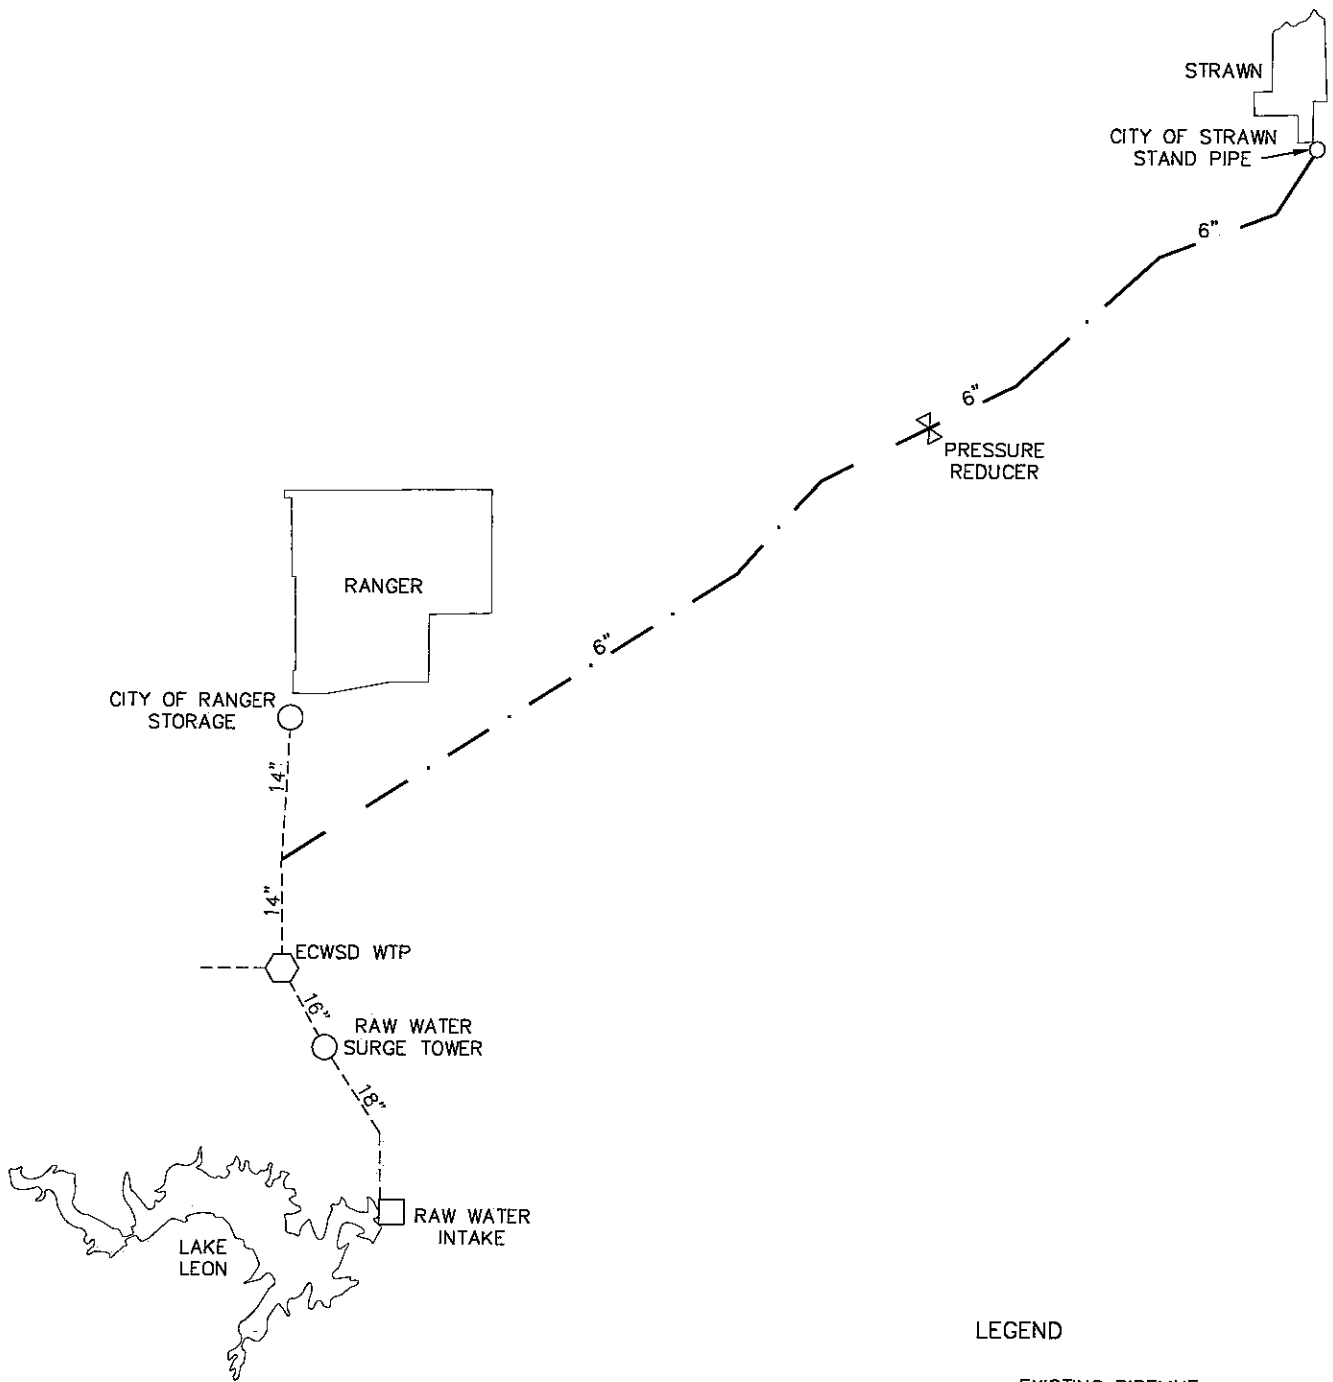 STRAWN
CITY OF STRAWN
STAND PIPE
6"
6"
PRESSURE
REDUCER
RANGER
6"
CITY OF RANGER
STORAGE
14"
14"
ECWSD WTP
16"
RAW WATER
SURGE TOWER
18"
RAW WATER
INTAKE
LAKE
LEON
LEGEND